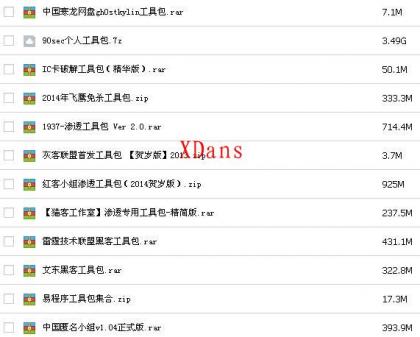 中国寒龙网盘gh0stkylin工具包.rar 7.1M
90sec个人工具包.7z 3.49G
IC卡破解工具包(精华版).rar 50.1M
2014年飞鹰免杀工具包.zip 333.3M
1937-渗透工具包 Ver 2.0.rar 714.4M
灰客联盟首发工具包 【贺岁版】 3.7M
XDans
红客小组渗透工具包(2014贺岁版).zip 925M
【猎客工作室】渗透专用工具包-精简版.rar 237.5M
雷霆技术联盟黑客工具包.rar 431.1M
文东黑客工具包.rar 322.8M
易程序工具包集合.zip 17.3M
中国匿名小组v1.04正式版.rar 393.9M